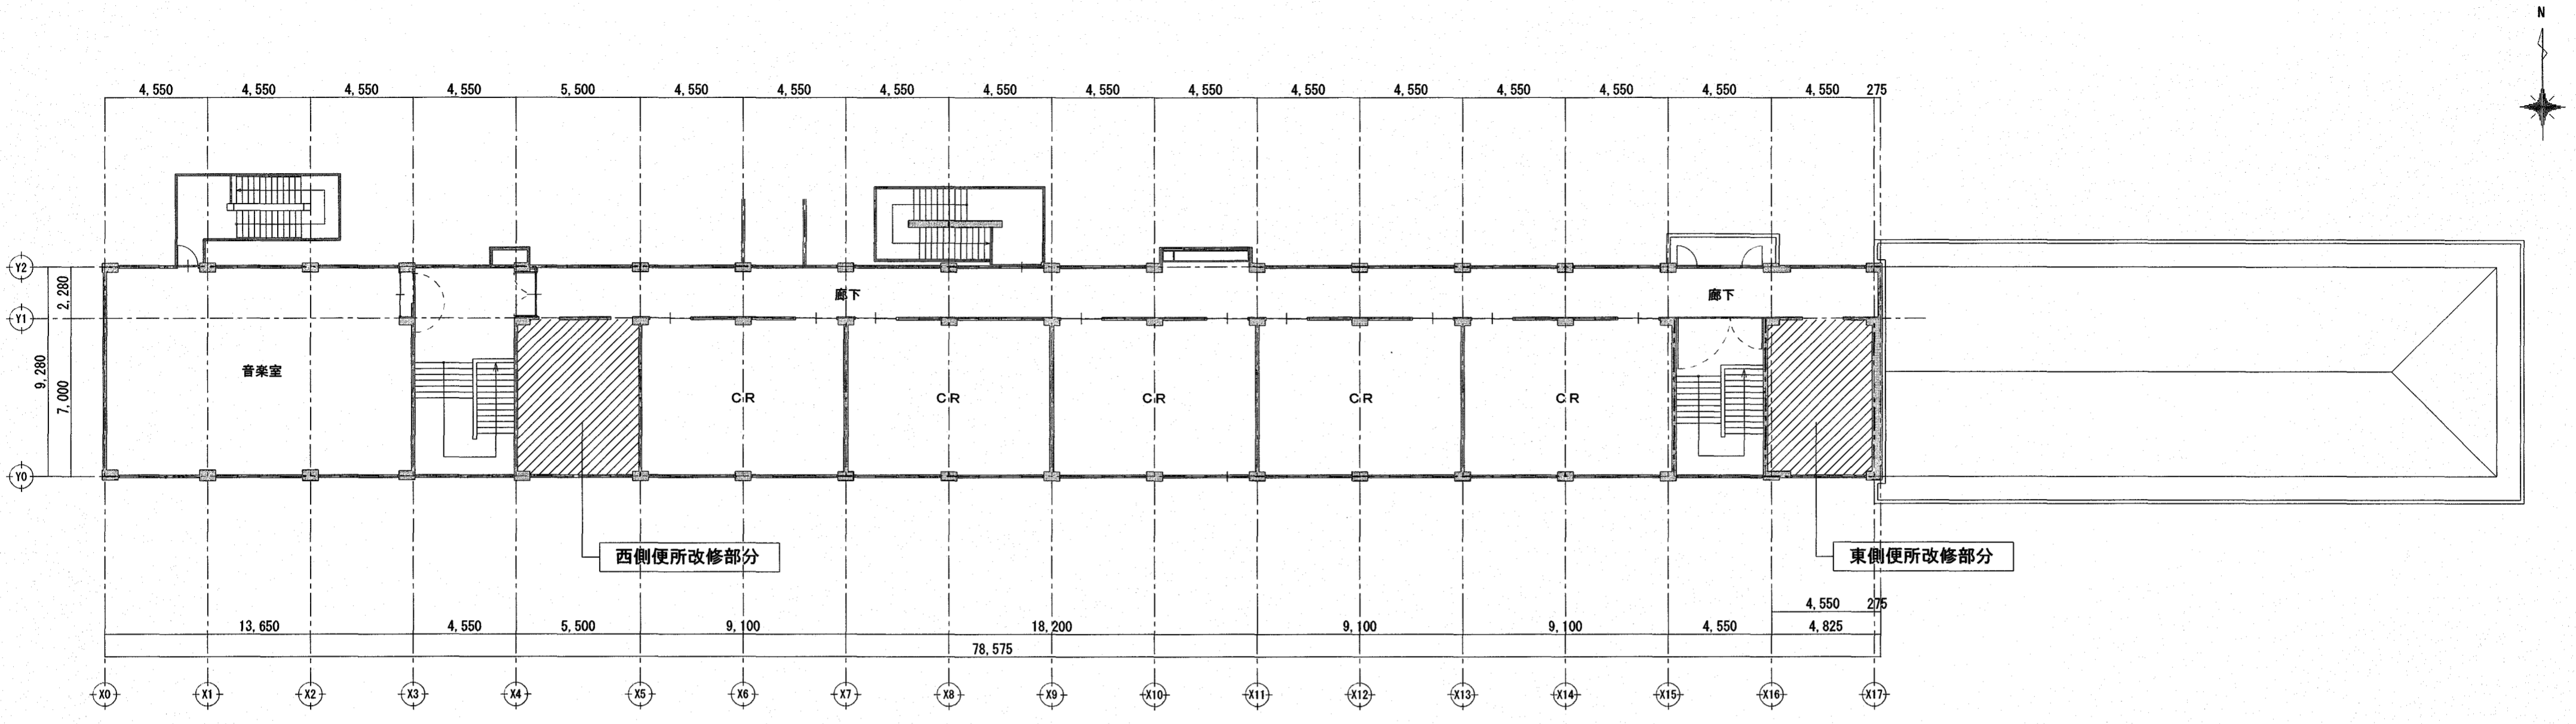 N
4,550 4,550 4,550 4,550 5,500 4,550 4,550 4,550 4,550 4,550 4,550 4,550 4,550 4,550 4,550 4,550 4,550 275
Y2
2,280
廊下 廊下
Y1
9,280
7,000
音楽室
CR CR CR CR CR
Y0
西側便所改修部分 東側便所改修部分
4,550 275
13,650 4,550 5,500 9,100 18,200 9,100 9,100 4,550 4,825
78,575
X0 X1 X2 X3 X4 X5 X6 X7 X8 X9 X10 X11 X12 X13 X14 X15 X16 X17